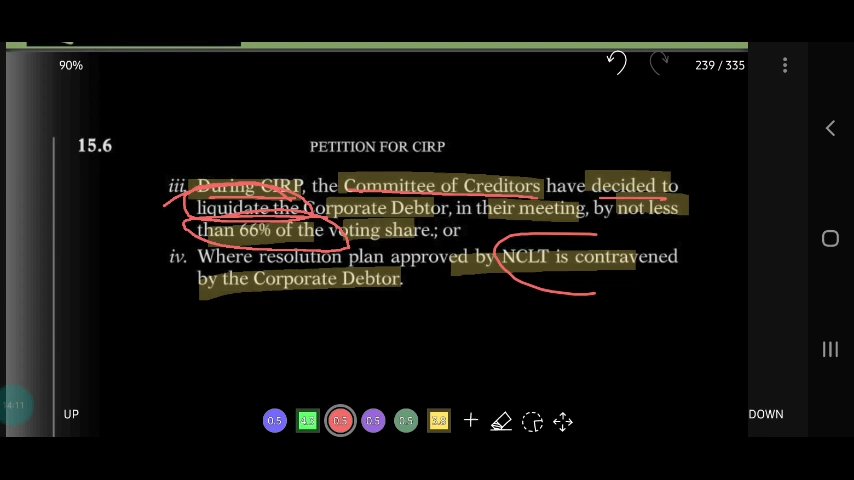 90%
239 / 335
15.6
PETITION FOR CIRP
iii. During CIRP, the Committee of Creditors have decided to
liquidate the Corporate Debtor, in their meeting, by not less
than 66% of the voting share.; or
iv. Where resolution plan approved by NCLT is contravened
by the Corporate Debtor.
14:11
UP
0.5
0.5
0.5
0.5
DOWN